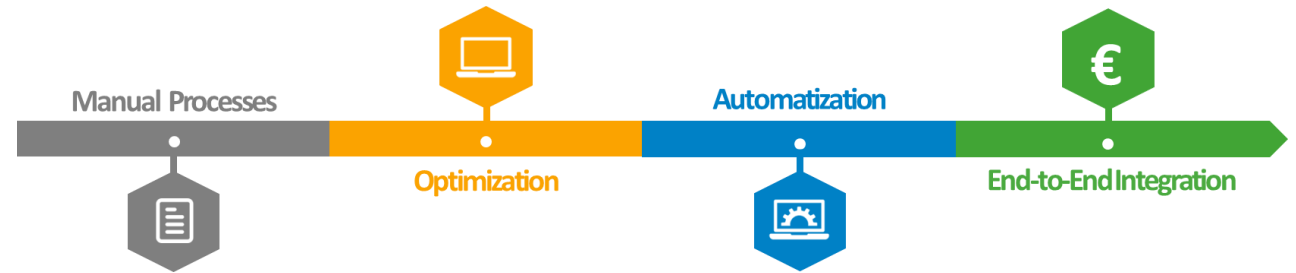 Manual Processes
Optimization
Automatization
€
End-to-End Integration